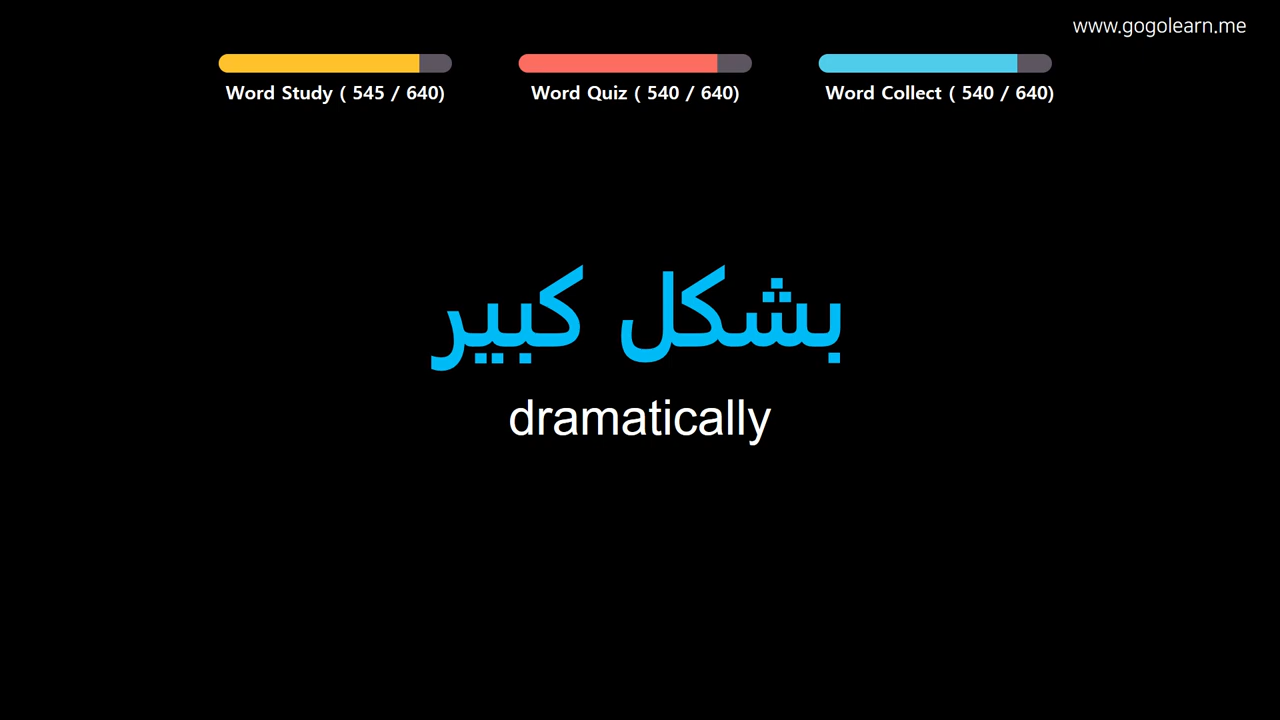 www.gogolearn.me
Word Study ( 545 / 640)
Word Quiz ( 540 / 640)
Word Collect ( 540 / 640)
بشكل كبير
dramatically